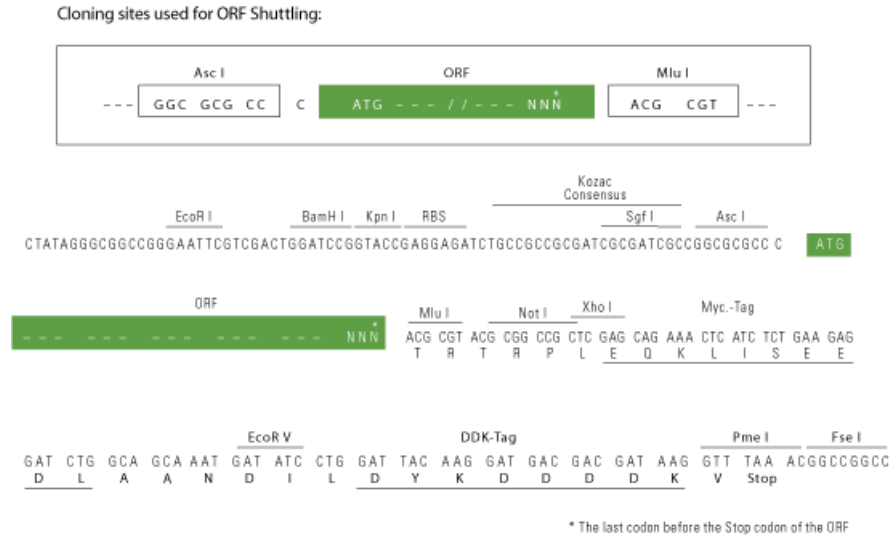 Cloning sites used for ORF Shuttling:
Asc I ORF Mlu I
--- GGC GCG CC C ATG --- // --- NNN* ACG CGT ---
Kozac
Consensus
EcoR I BamH I Kpn I RBS Sgf I Asc I
CTATAGGGCGGCCGGGAATTCGTCGACTGGATCCGGTACCGAGGAGATCTGCCGCCGCGATCGCGATCGCCGGCGCGCC C ATG
ORF Mlu I Not I Xho I Myc.-Tag
--- --- --- --- --- NNN* ACG CGT ACG CGG CCG CTC GAG CAG AAA CTC ATC TCT GAA GAG
T R T R P L E Q K L I S E E
EcoR V DDK-Tag Pme I Fse I
GAT CTG GCA GCA AAT GAT ATC CTG GAT TAC AAG GAT GAC GAC GAT AAG GTT TAA ACGGCCGGCC
D L A A N D I L D Y K D D D D K V Stop
* The last codon before the Stop codon of the ORF